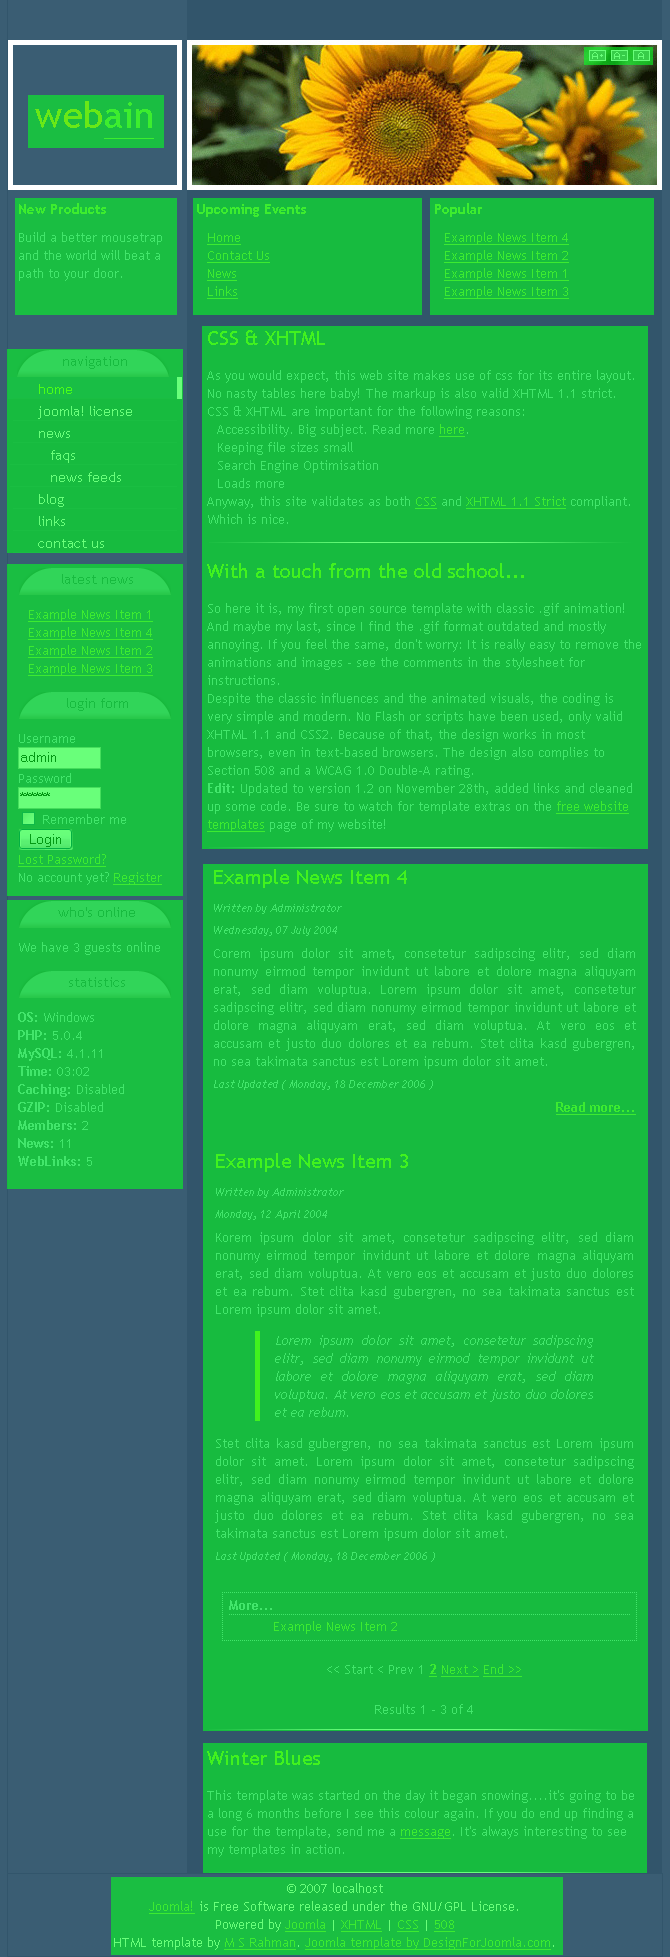 webain
A+ A- A
New Products
Build a better mousetrap
and the world will beat a
path to your door.
Upcoming Events
Home
Contact Us
News
Links
Popular
Example News Item 4
Example News Item 2
Example News Item 1
Example News Item 3
navigation
home
joomla! license
news
faqs
news feeds
blog
links
contact us
latest news
Example News Item 1
Example News Item 4
Example News Item 2
Example News Item 3
login form
Username
admin
Password
******
Remember me
Login
Lost Password?
No account yet? Register
who's online
We have 3 guests online
statistics
OS: Windows
PHP: 5.0.4
MySQL: 4.1.11
Time: 03:02
Caching: Disabled
GZIP: Disabled
Members: 2
News: 11
WebLinks: 5
CSS & XHTML
As you would expect, this web site makes use of css for its entire layout.
No nasty tables here baby! The markup is also valid XHTML 1.1 strict.
CSS & XHTML are important for the following reasons:
Accessibility. Big subject. Read more here.
Keeping file sizes small
Search Engine Optimisation
Loads more
Anyway, this site validates as both CSS and XHTML 1.1 Strict compliant.
Which is nice.
With a touch from the old school...
So here it is, my first open source template with classic .gif animation!
And maybe my last, since I find the .gif format outdated and mostly
annoying. If you feel the same, don't worry: It is really easy to remove the
animations and images - see the comments in the stylesheet for
instructions.
Despite the classic influences and the animated visuals, the coding is
very simple and modern. No Flash or scripts have been used, only valid
XHTML 1.1 and CSS2. Because of that, the design works in most
browsers, even in text-based browsers. The design also complies to
Section 508 and a WCAG 1.0 Double-A rating.
Edit: Updated to version 1.2 on November 28th, added links and cleaned
up some code. Be sure to watch for template extras on the free website
templates page of my website!
Example News Item 4
Written by Administrator
Wednesday, 07 July 2004
Corem ipsum dolor sit amet, consetetur sadipscing elitr, sed diam
nonumy eirmod tempor invidunt ut labore et dolore magna aliquyam
erat, sed diam voluptua. Lorem ipsum dolor sit amet, consetetur
sadipscing elitr, sed diam nonumy eirmod tempor invidunt ut labore et
dolore magna aliquyam erat, sed diam voluptua. At vero eos et
accusam et justo duo dolores et ea rebum. Stet clita kasd gubergren,
no sea takimata sanctus est Lorem ipsum dolor sit amet.
Last Updated ( Monday, 18 December 2006 )
Read more...
Example News Item 3
Written by Administrator
Monday, 12 April 2004
Korem ipsum dolor sit amet, consetetur sadipscing elitr, sed diam
nonumy eirmod tempor invidunt ut labore et dolore magna aliquyam
erat, sed diam voluptua. At vero eos et accusam et justo duo dolores
et ea rebum. Stet clita kasd gubergren, no sea takimata sanctus est
Lorem ipsum dolor sit amet.
Lorem ipsum dolor sit amet, consetetur sadipscing
elitr, sed diam nonumy eirmod tempor invidunt ut
labore et dolore magna aliquyam erat, sed diam
voluptua. At vero eos et accusam et justo duo dolores
et ea rebum.
Stet clita kasd gubergren, no sea takimata sanctus est Lorem ipsum
dolor sit amet. Lorem ipsum dolor sit amet, consetetur sadipscing
elitr, sed diam nonumy eirmod tempor invidunt ut labore et dolore
magna aliquyam erat, sed diam voluptua. At vero eos et accusam et
justo duo dolores et ea rebum. Stet clita kasd gubergren, no sea
takimata sanctus est Lorem ipsum dolor sit amet.
Last Updated ( Monday, 18 December 2006 )
More...
Example News Item 2
<< Start < Prev 1 2 Next > End >>
Results 1 - 3 of 4
Winter Blues
This template was started on the day it began snowing....it's going to be
a long 6 months before I see this colour again. If you do end up finding a
use for the template, send me a message. It's always interesting to see
my templates in action.
© 2007 localhost
Joomla! is Free Software released under the GNU/GPL License.
Powered by Joomla | XHTML | CSS | 508
HTML template by M S Rahman. Joomla template by DesignForJoomla.com.